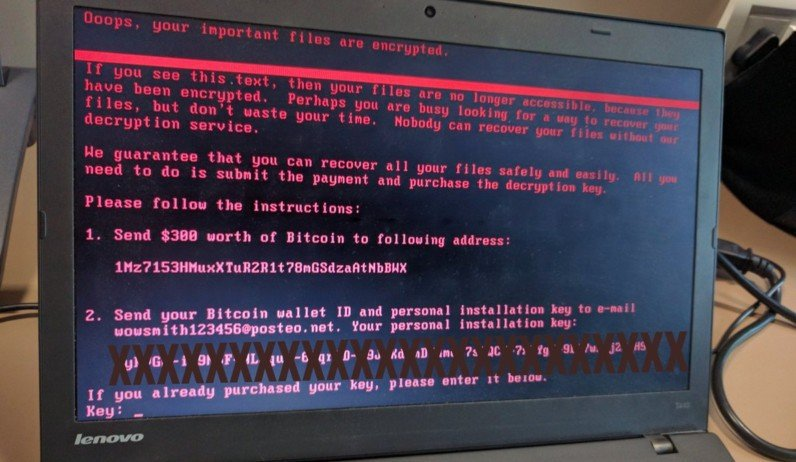 Ooops, your important files are encrypted.
If you see this text, then your files are no longer accessible, because they
have been encrypted. Perhaps you are busy looking for a way to recover your
files, but don't waste your time. Nobody can recover your files without our
decryption service.
We guarantee that you can recover all your files safely and easily. All you
need to do is submit the payment and purchase the decryption key.
Please follow the instructions:
1. Send $300 worth of Bitcoin to following address:
1Mz7153HMuxXTuR2R1t78mGSdzaAtNbBWX
2. Send your Bitcoin wallet ID and personal installation key to e-mail
wowsmith123456@posteo.net. Your personal installation key:
If you already purchased your key, please enter it below.
Key: _
lenovo